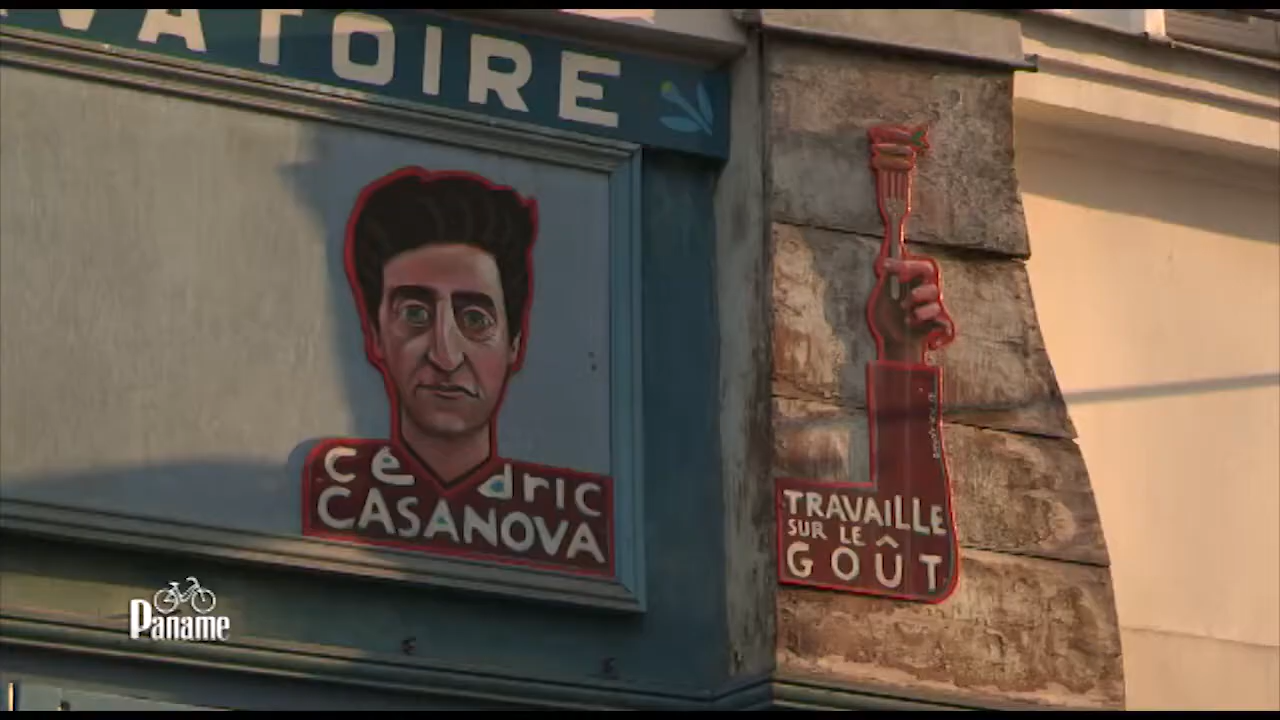 VATOIRE
Cédric
CASANOVA
TRAVAILLE
SUR LE
GOÛT
Paname